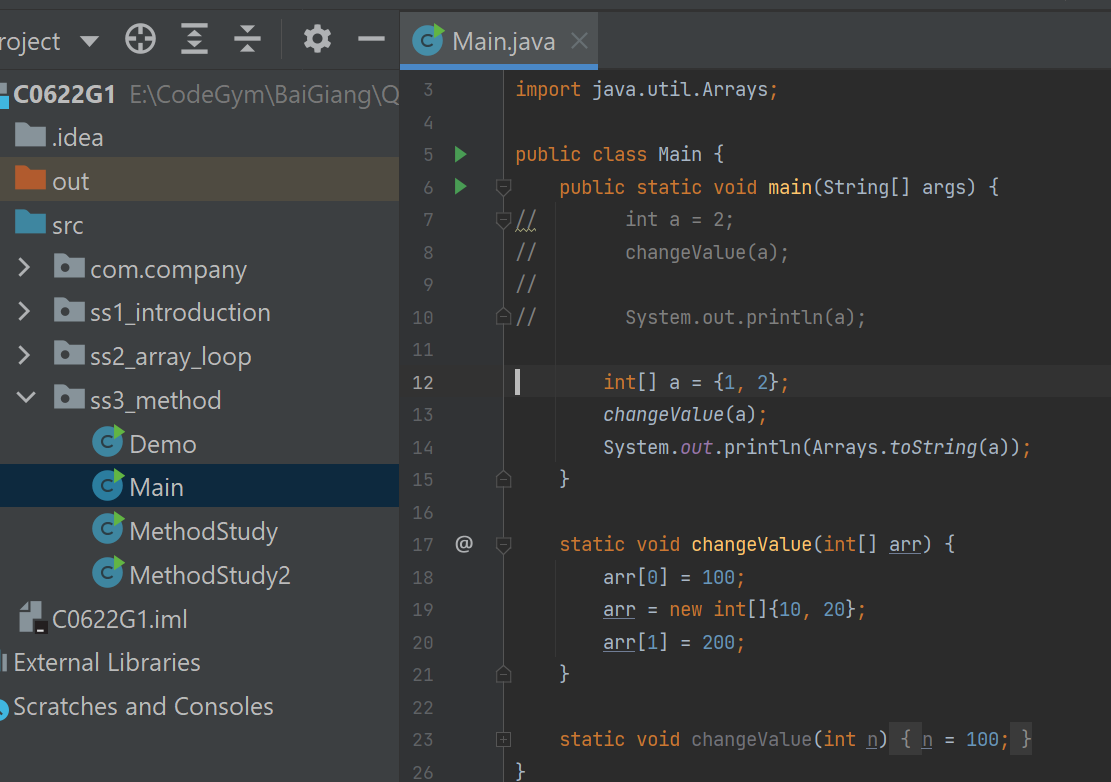 roject
C0622G1 E:\CodeGym\BaiGiang\Q
.idea
out
src
com.company
ss1_introduction
ss2_array_loop
ss3_method
Demo
Main
MethodStudy
MethodStudy2
C0622G1.iml
External Libraries
Scratches and Consoles
Main.java
3 import java.util.Arrays;
4
5 public class Main {
6 public static void main(String[] args) {
7 // int a = 2;
8 // changeValue(a);
9 //
10 // System.out.println(a);
11
12 int[] a = {1, 2};
13 changeValue(a);
14 System.out.println(Arrays.toString(a));
15 }
16
17 @ static void changeValue(int[] arr) {
18 arr[0] = 100;
19 arr = new int[]{10, 20};
20 arr[1] = 200;
21 }
22
23 static void changeValue(int n) { n = 100; }
26 }